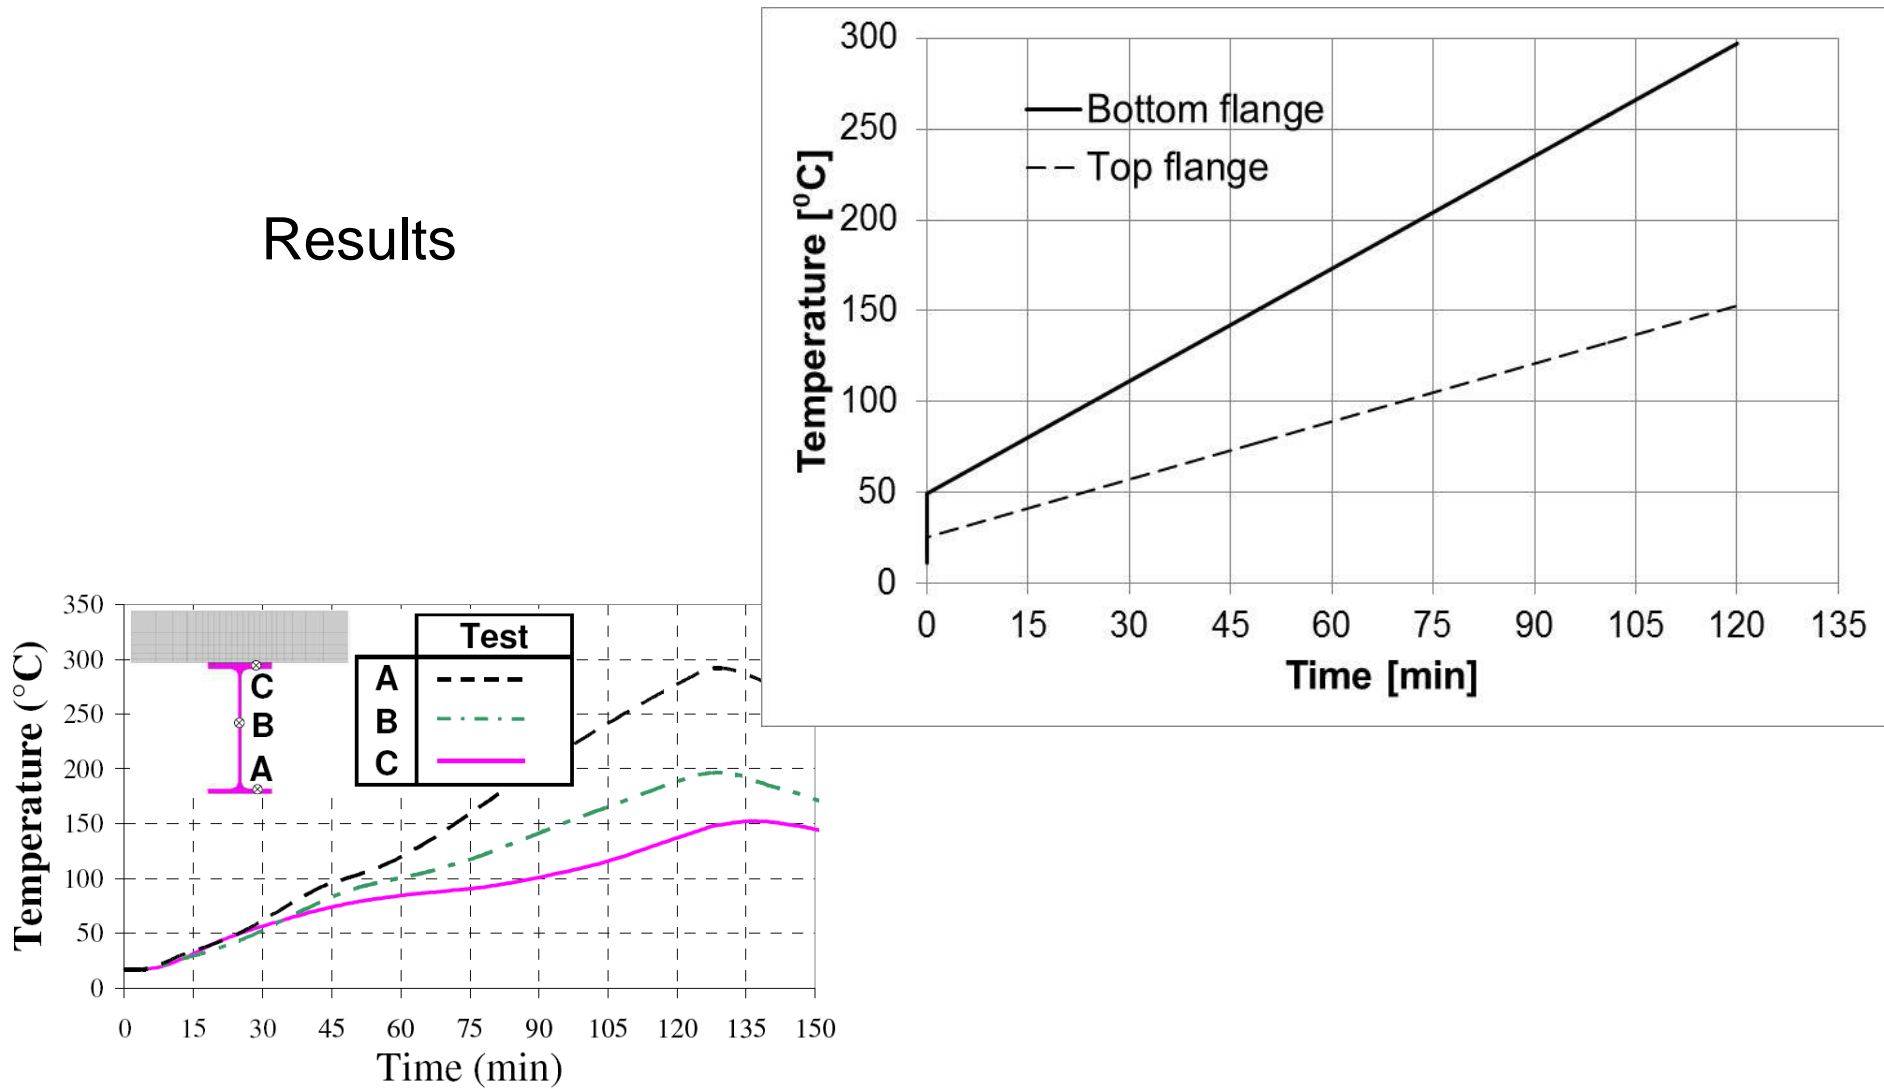 Results
300
250
200
150
100
50
0
Temperature [⁰C]
Bottom flange
Top flange
0 15 30 45 60 75 90 105 120 135
Time [min]
350
300
250
200
150
100
50
0
Temperature (°C)
C
B
A
Test
A
B
C
0 15 30 45 60 75 90 105 120 135 150
Time (min)